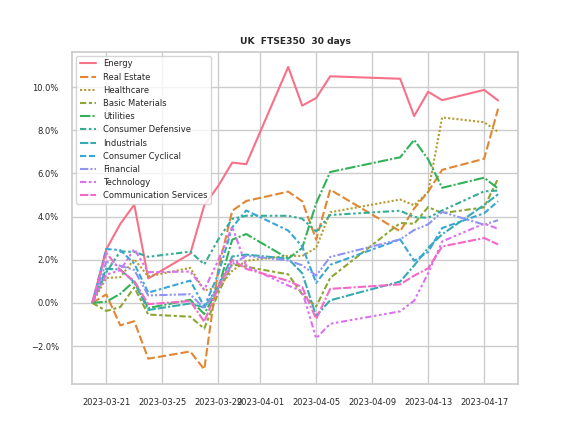 UK  FTSE350  30 days
Energy
Real Estate
Healthcare
Basic Materials
Utilities
Consumer Defensive
Industrials
Consumer Cyclical
Financial
Technology
Communication Services
10.0%
8.0%
6.0%
4.0%
2.0%
0.0%
−2.0%
2023-03-21 2023-03-25 2023-03-29 2023-04-01 2023-04-05 2023-04-09 2023-04-13 2023-04-17